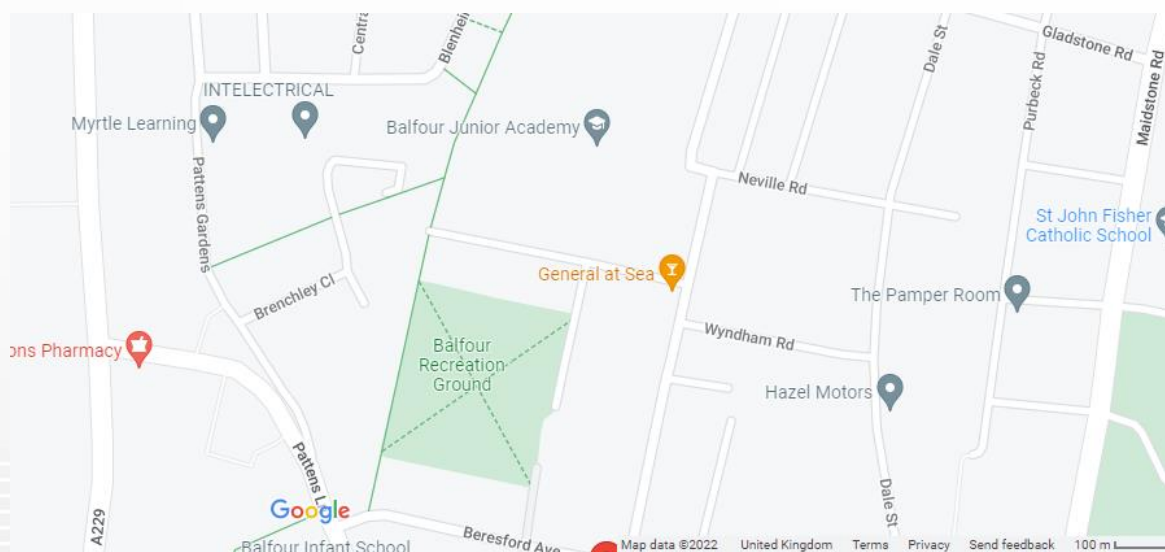 Centra
Blenhei
Dale St
Gladstone Rd
Purbeck Rd
Maidstone Rd
INTELECTRICAL
Myrtle Learning
Balfour Junior Academy
Pattens Gardens
Neville Rd
St John Fisher
Catholic School
General at Sea
Brenchley Cl
The Pamper Room
ons Pharmacy
Wyndham Rd
Balfour
Recreation
Ground
Hazel Motors
Pattens L
A229
Google
Dale St
Balfour Infant School
Beresford Ave
Map data ©2022 United Kingdom Terms Privacy Send feedback 100 m